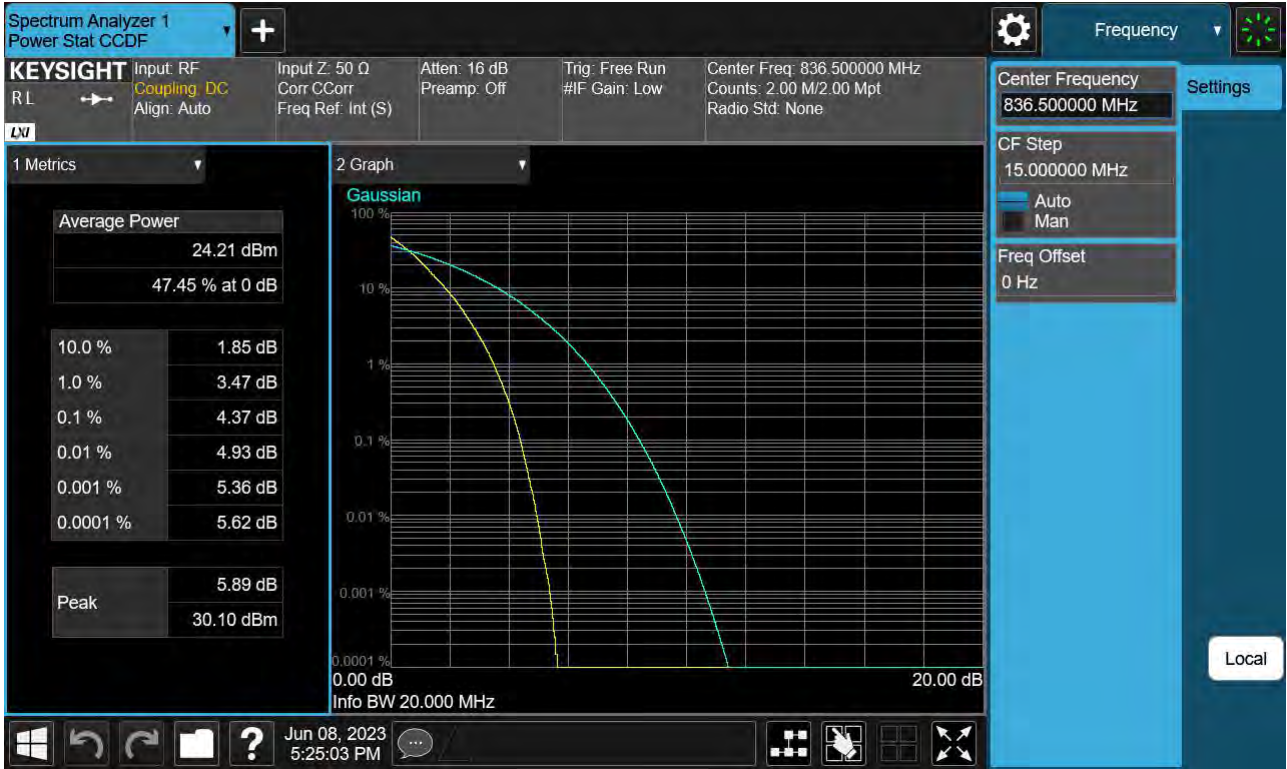 Spectrum Analyzer 1
Power Stat CCDF
+
Frequency
KEYSIGHT
RL
LXI
Input: RF
Coupling: DC
Align: Auto
Input Z: 50 Ω
Corr CCorr
Freq Ref: Int (S)
Atten: 16 dB
Preamp: Off
Trig: Free Run
#IF Gain: Low
Center Freq: 836.500000 MHz
Counts: 2.00 M/2.00 Mpt
Radio Std: None
Center Frequency
836.500000 MHz
Settings
CF Step
15.000000 MHz
Auto
Man
Freq Offset
0 Hz
1 Metrics
Average Power
24.21 dBm
47.45 % at 0 dB
10.0 % 1.85 dB
1.0 % 3.47 dB
0.1 % 4.37 dB
0.01 % 4.93 dB
0.001 % 5.36 dB
0.0001 % 5.62 dB
Peak
5.89 dB
30.10 dBm
2 Graph
Gaussian
100 %
10 %
1 %
0.1 %
0.01 %
0.001 %
0.0001 %
0.00 dB
20.00 dB
Info BW 20.000 MHz
Local
?
Jun 08, 2023
5:25:03 PM